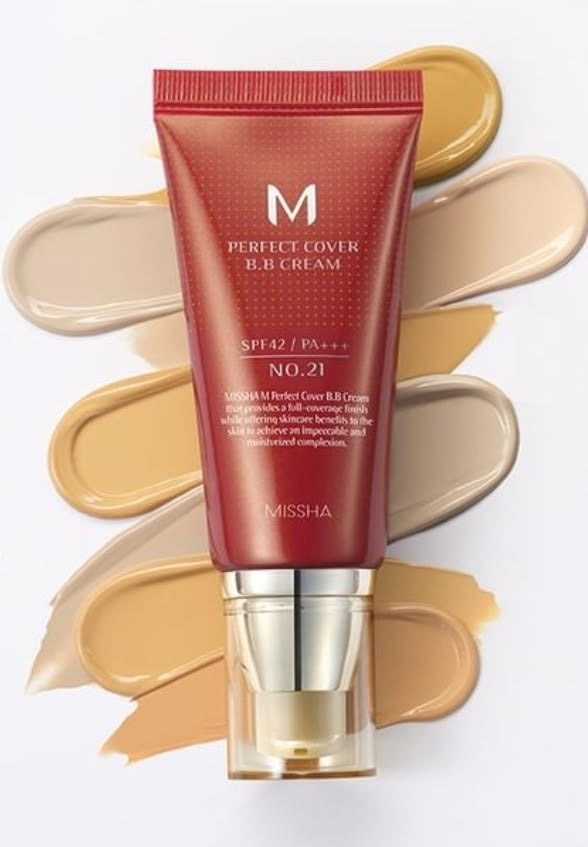 M
PERFECT COVER
B.B CREAM
SPF42 / PA+++
NO.21
MISSHA M Perfect Cover B.B Cream
that provides a full-coverage finish
while offering skincare benefits to the
skin to achieve an impeccable and
moisturized complexion.
MISSHA